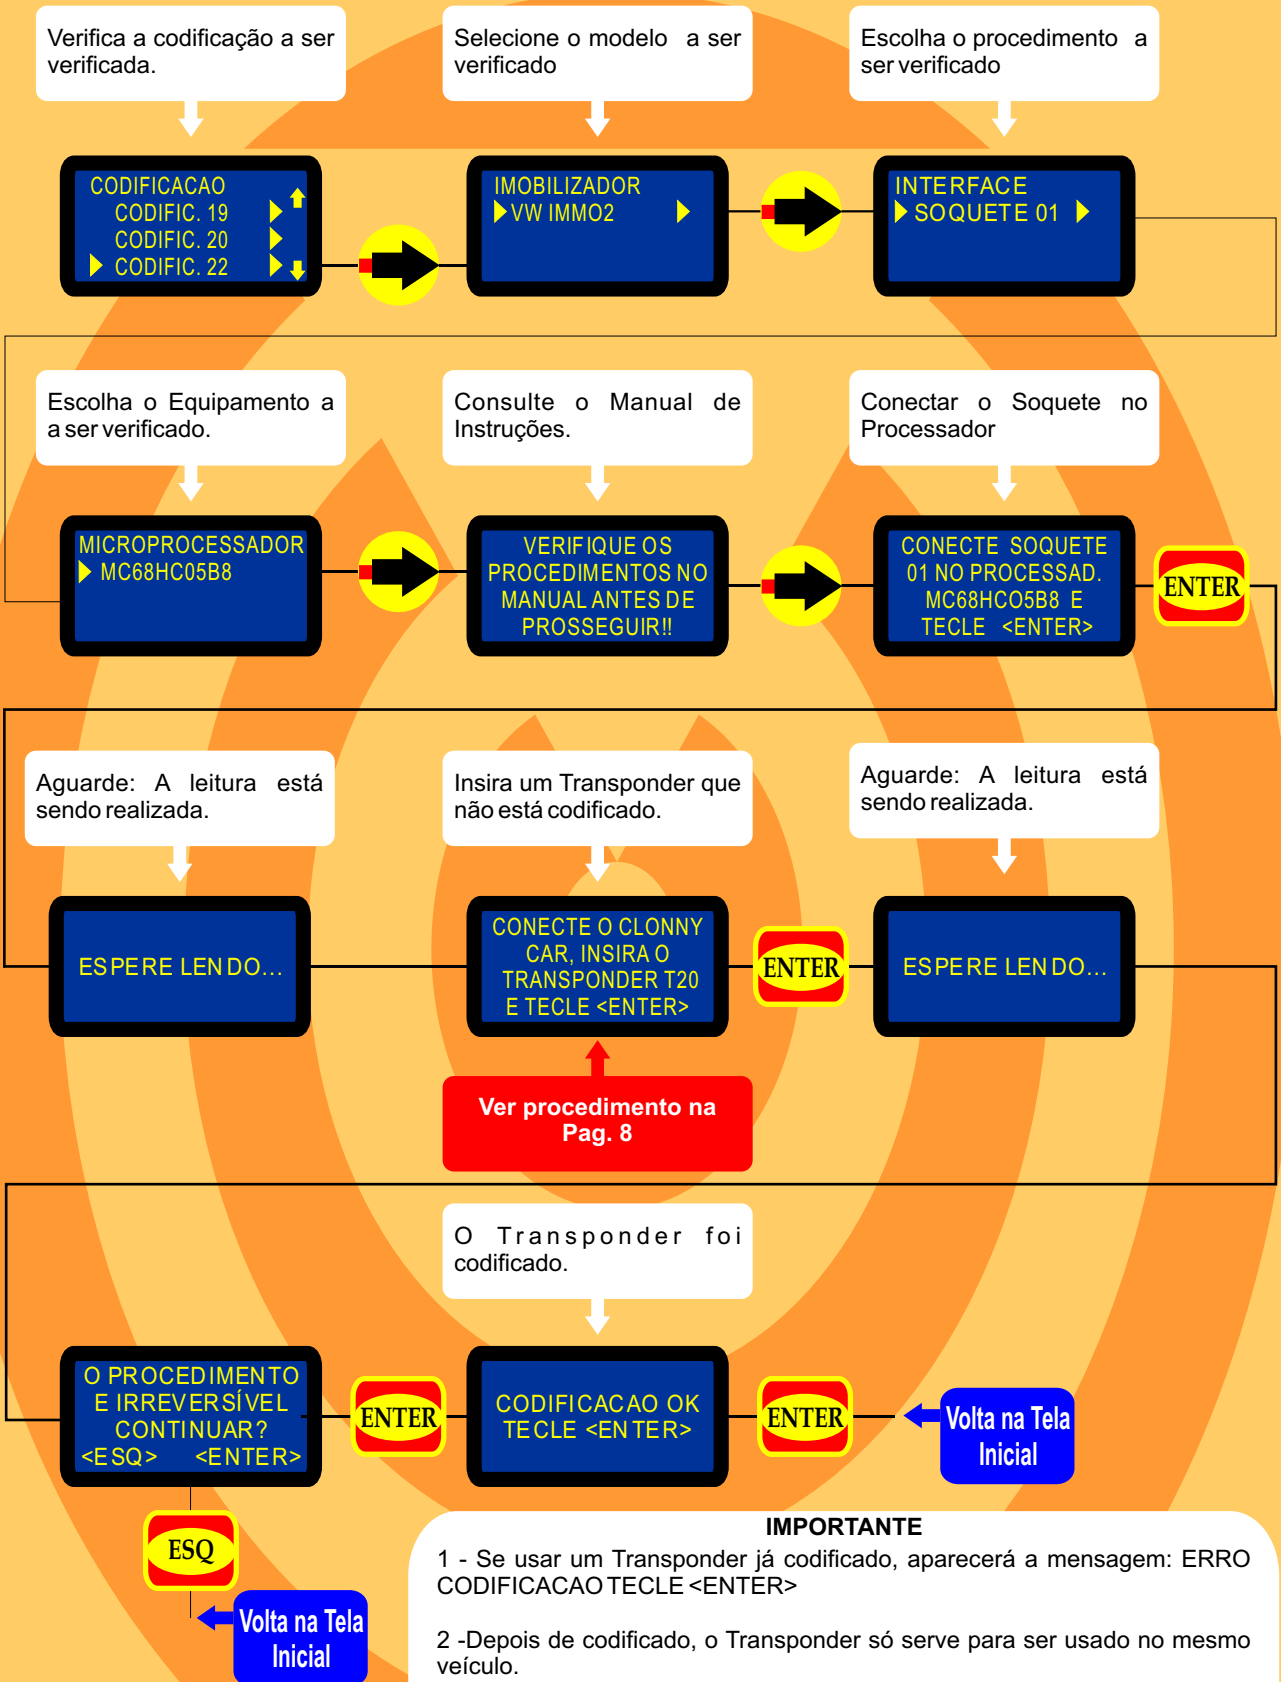 Verifica a codificação a ser
verificada.
Selecione o modelo a ser
verificado
Escolha o procedimento a
ser verificado
CODIFICACAO
CODIFIC. 19
CODIFIC. 20
CODIFIC. 22
IMOBILIZADOR
VW IMMO2
INTERFACE
SOQUETE 01
Escolha o Equipamento a
a ser verificado.
Consulte o Manual de
Instruções.
Conectar o Soquete no
Processador
MICROPROCESSADOR
MC68HC05B8
VERIFIQUE OS
PROCEDIMENTOS NO
MANUAL ANTES DE
PROSSEGUIR!!
CONECTE SOQUETE
01 NO PROCESSAD.
MC68HCO5B8 E
TECLE <ENTER>
ENTER
Aguarde: A leitura está
sendo realizada.
Insira um Transponder que
não está codificado.
Aguarde: A leitura está
sendo realizada.
ESPERE LENDO...
CONECTE O CLONNY
CAR, INSIRA O
TRANSPONDER T20
E TECLE <ENTER>
ENTER
ESPERE LENDO...
Ver procedimento na
Pag. 8
O Transponder foi
codificado.
O PROCEDIMENTO
E IRREVERSÍVEL
CONTINUAR?
<ESQ> <ENTER>
ENTER
CODIFICACAO OK
TECLE <ENTER>
ENTER
Volta na Tela
Inicial
ESQ
Volta na Tela
Inicial
IMPORTANTE
1 - Se usar um Transponder já codificado, aparecerá a mensagem: ERRO
CODIFICACAO TECLE <ENTER>
2 -Depois de codificado, o Transponder só serve para ser usado no mesmo
veículo.